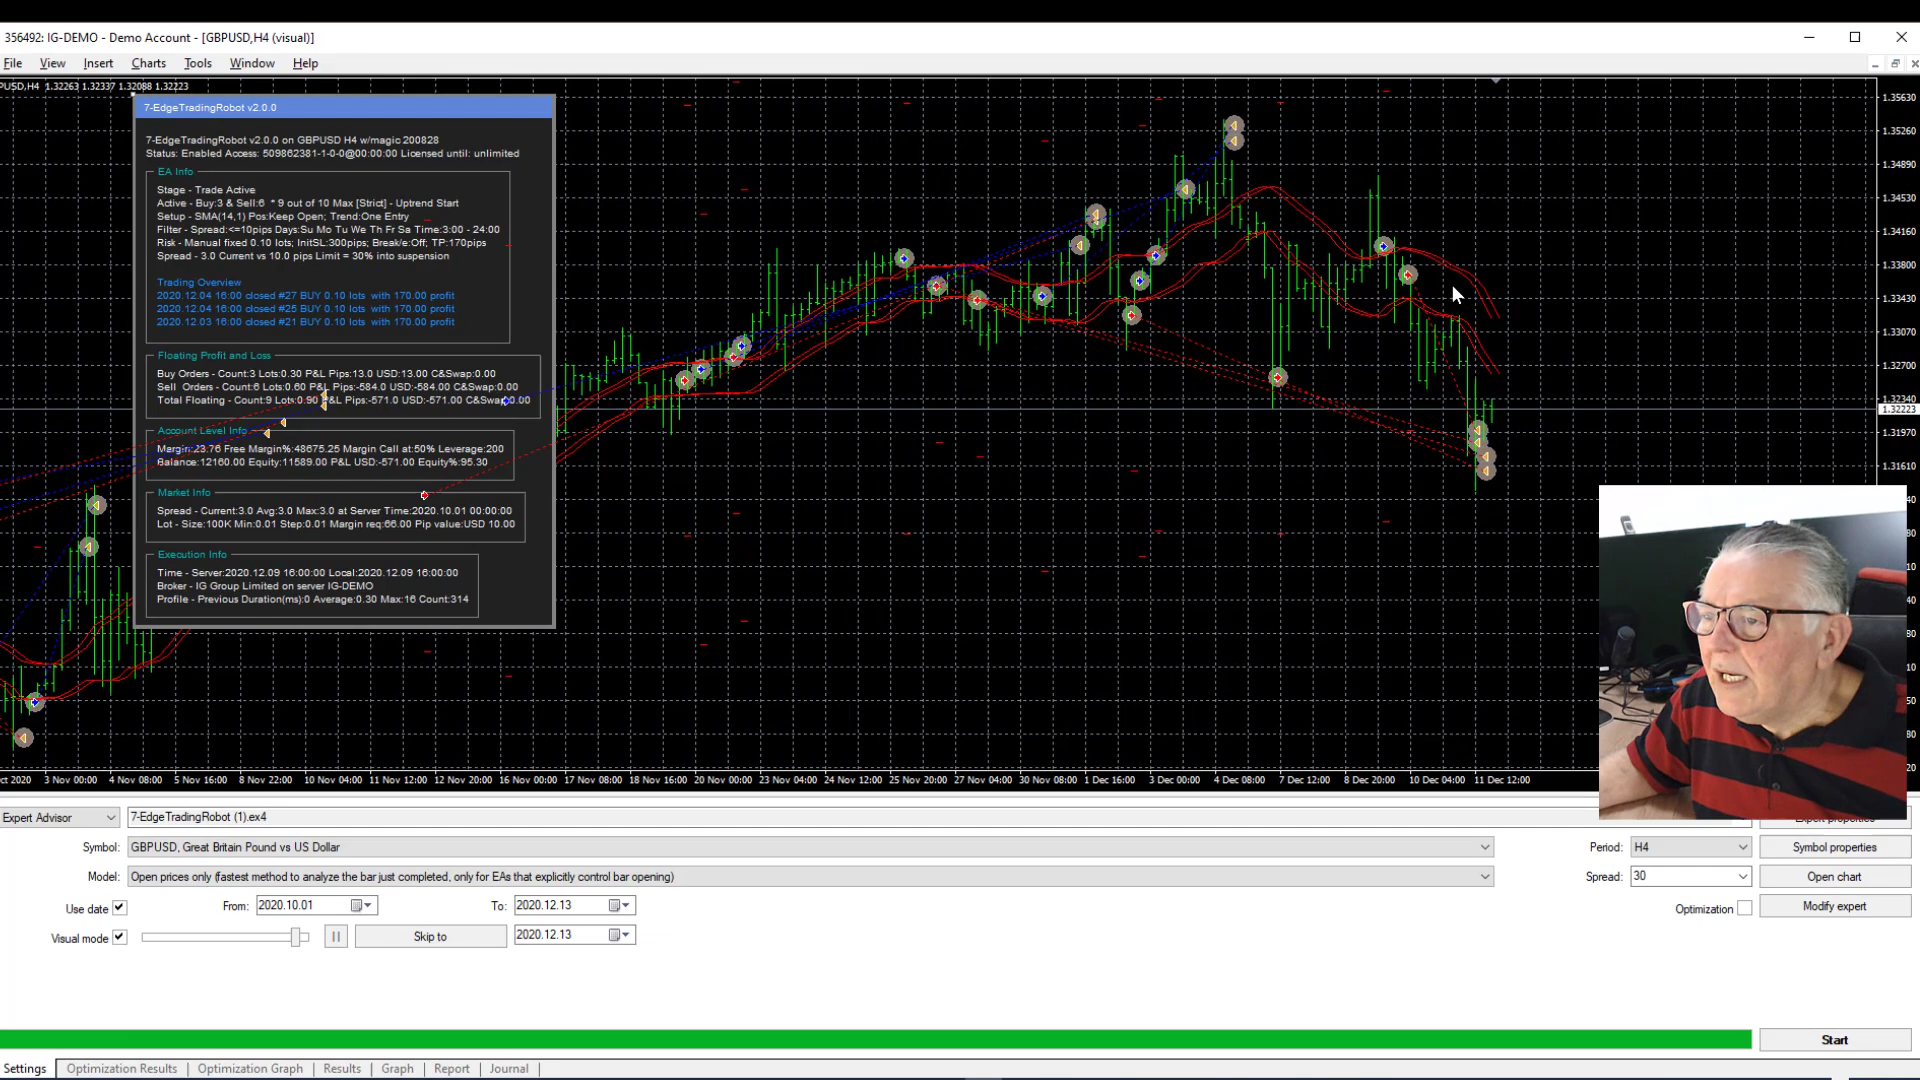 356492: IG-DEMO - Demo Account - [GBPUSD,H4 (visual)]
File View Insert Charts Tools Window Help
PUSD,H4 1.32263 1.32337 1.32088 1.32223
7-EdgeTradingRobot v2.0.0
7-EdgeTradingRobot v2.0.0 on GBPUSD H4 w/magic 200828
Status: Enabled Access: 509862381-1-0-0@00:00:00 Licensed until: unlimited
EA Info
Stage - Trade Active
Active - Buy:3 & Sell:6 * 9 out of 10 Max [Strict] - Uptrend Start
Setup - SMA(14,1) Pos:Keep Open; Trend:One Entry
Filter - Spread:<=10pips Days:Su Mo Tu We Th Fr Sa Time:3:00 - 24:00
Risk - Manual fixed 0.10 lots; InitSL:300pips; Break/e:Off; TP:170pips
Spread - 3.0 Current vs 10.0 pips Limit = 30% into suspension
Trading Overview
2020.12.04 16:00 closed #27 BUY 0.10 lots with 170.00 profit
2020.12.04 16:00 closed #25 BUY 0.10 lots with 170.00 profit
2020.12.03 16:00 closed #21 BUY 0.10 lots with 170.00 profit
Floating Profit and Loss
Buy Orders - Count:3 Lots:0.30 P&L Pips:13.0 USD:13.00 C&Swap:0.00
Sell Orders - Count:6 Lots:0.60 P&L Pips:-584.0 USD:-584.00 C&Swap:0.00
Total Floating - Count:9 Lots:0.90 P&L Pips:-571.0 USD:-571.00 C&Swap:0.00
Account Level Info
Margin:23.76 Free Margin%:48675.25 Margin Call at:50% Leverage:200
Balance:12160.00 Equity:11589.00 P&L USD:-571.00 Equity%:95.30
Market Info
Spread - Current:3.0 Avg:3.0 Max:3.0 at Server Time:2020.10.01 00:00:00
Lot - Size:100K Min:0.01 Step:0.01 Margin req:66.00 Pip value:USD 10.00
Execution Info
Time - Server:2020.12.09 16:00:00 Local:2020.12.09 16:00:00
Broker - IG Group Limited on server IG-DEMO
Profile - Previous Duration(ms):0 Average:0.30 Max:16 Count:314
1.35630
1.35260
1.34890
1.34530
1.34160
1.33800
1.33430
1.33070
1.32700
1.32340
1.32223
1.31970
1.31610
80
40
80
10
50
80
20
ct 2020 3 Nov 00:00 4 Nov 08:00 5 Nov 16:00 8 Nov 22:00 10 Nov 04:00 11 Nov 12:00 12 Nov 20:00 16 Nov 00:00 17 Nov 08:00 18 Nov 16:00 20 Nov 00:00 23 Nov 04:00 24 Nov 12:00 25 Nov 20:00 27 Nov 04:00 30 Nov 08:00 1 Dec 16:00 3 Dec 00:00 4 Dec 08:00 7 Dec 12:00 8 Dec 20:00 10 Dec 04:00 11 Dec 12:00
Expert Advisor 7-EdgeTradingRobot (1).ex4 Expert properties
Symbol: GBPUSD, Great Britain Pound vs US Dollar Period: H4 Symbol properties
Model: Open prices only (fastest method to analyze the bar just completed, only for EAs that explicitly control bar opening) Spread: 30 Open chart
Use date From: 2020.10.01 To: 2020.12.13 Optimization Modify expert
Visual mode Skip to 2020.12.13
Start
Settings Optimization Results Optimization Graph Results Graph Report Journal